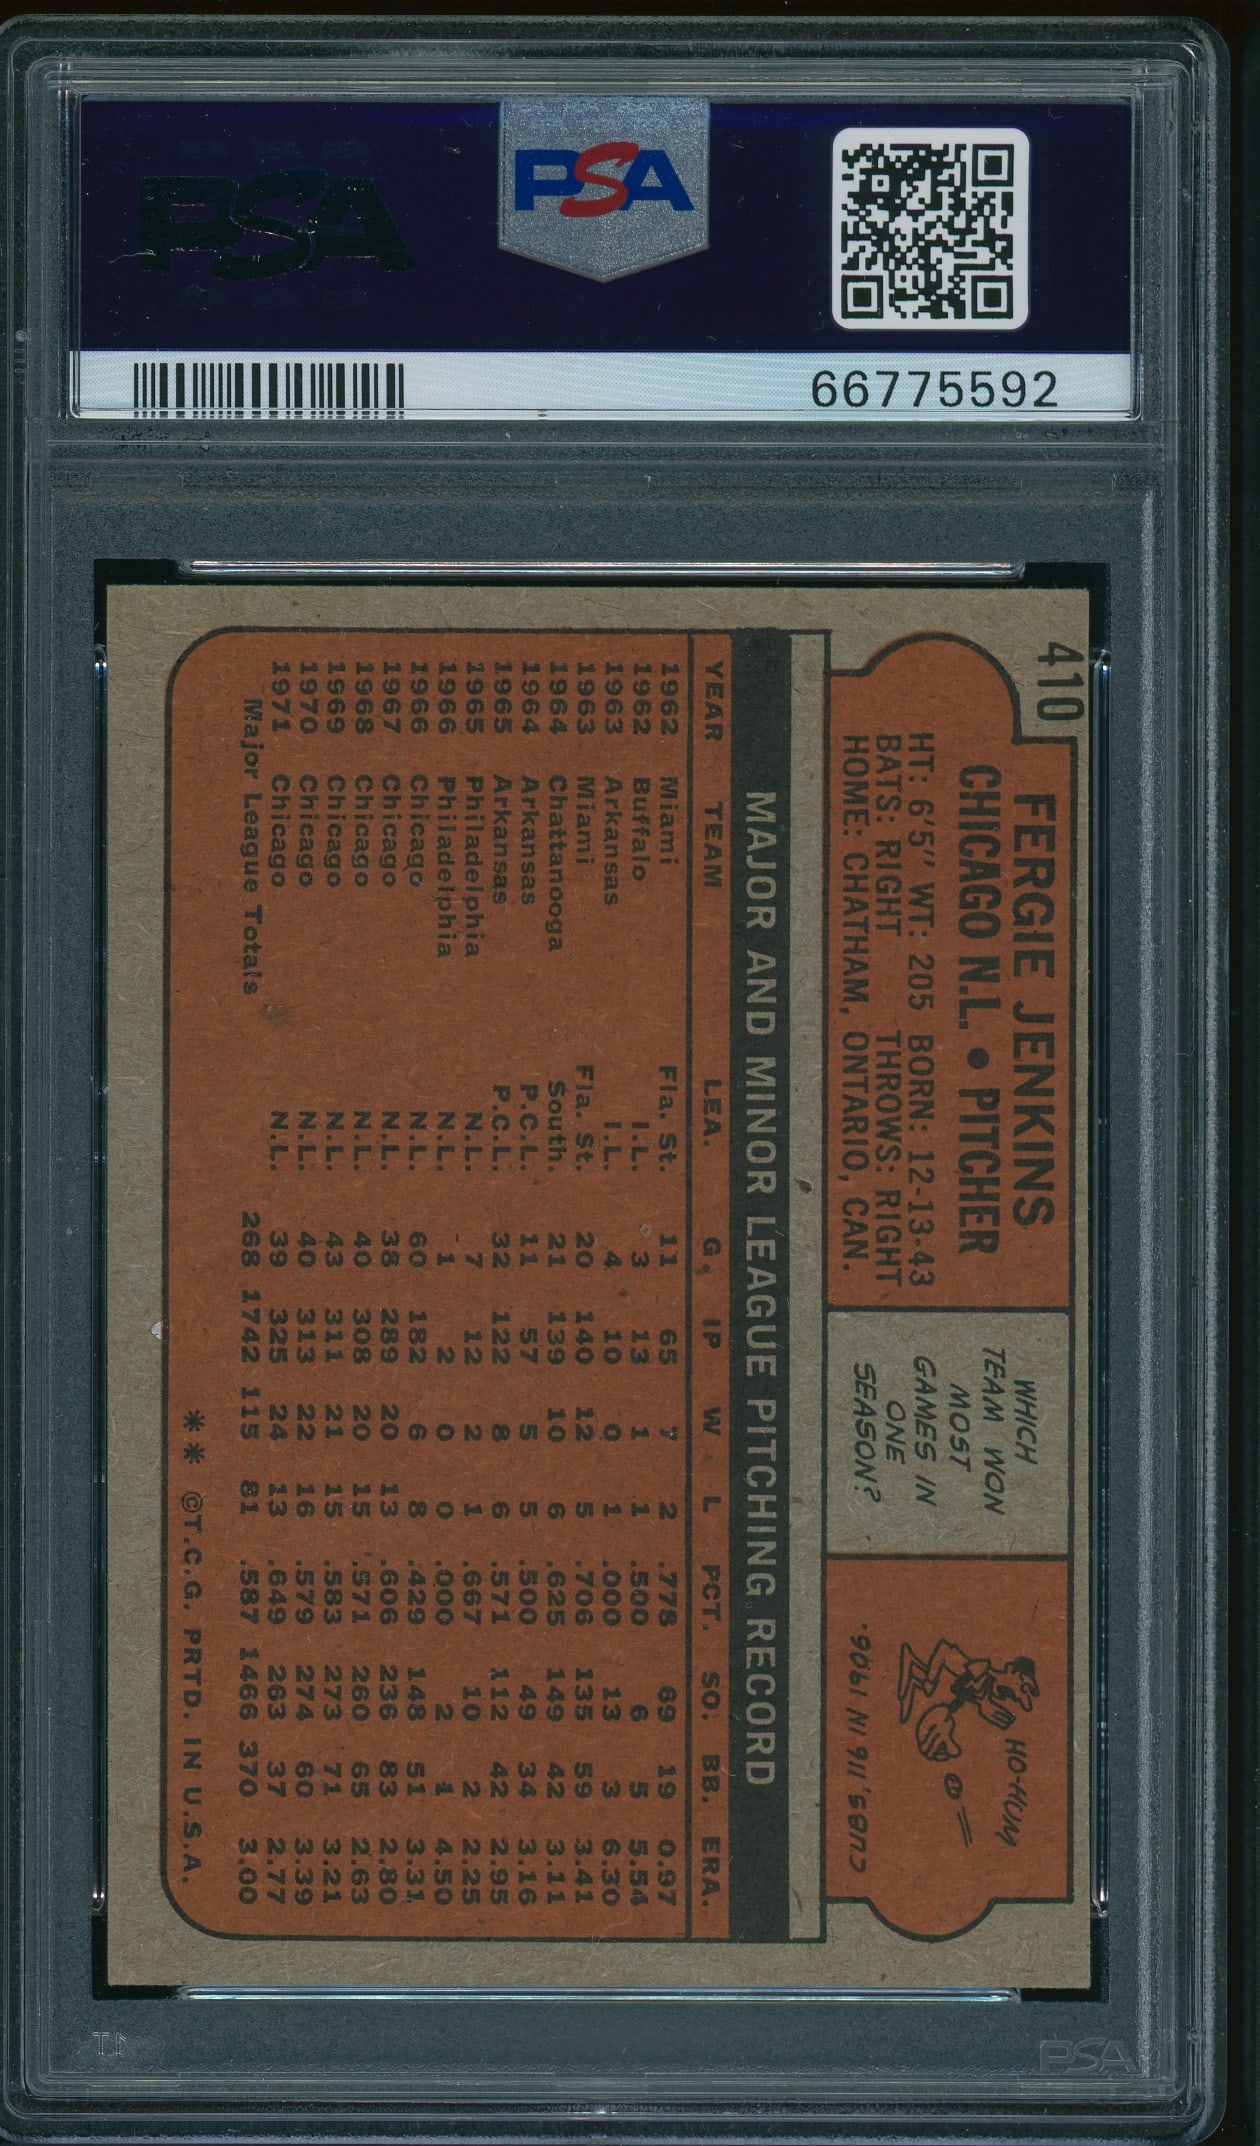 PSA
PSA
66775592
410
FERGIE JENKINS
CHICAGO N.L. • PITCHER
HT: 6'5" WT: 205 BORN: 12-13-43
BATS: RIGHT THROWS: RIGHT
HOME: CHATHAM, ONTARIO, CAN.
WHICH
TEAM WON
MOST
GAMES IN
ONE
SEASON?
HO-HUM
CUBS', 116 IN 1906.
MAJOR AND MINOR LEAGUE PITCHING RECORD
YEAR TEAM LEA. G. IP W L PCT. SO. BB. ERA.
1962 Miami Fla. St. 11 65 7 2 .778 69 19 0.97
1962 Buffalo I.L. 3 13 1 1 .500 6 5 5.54
1963 Arkansas I.L. 4 10 0 1 .000 13 3 6.30
1963 Miami Fla. St. 20 140 12 5 .706 135 59 3.41
1964 Chattanooga South. 21 139 10 6 .625 149 42 3.11
1964 Arkansas P.C.L. 11 57 5 5 .500 49 34 3.16
1965 Arkansas P.C.L. 32 122 8 6 .571 112 42 2.95
1965 Philadelphia N.L. 7 12 2 1 .667 10 2 2.25
1966 Philadelphia N.L. 1 2 0 0 .000 2 1 4.50
1966 Chicago N.L. 60 182 6 8 .429 148 51 3.31
1967 Chicago N.L. 38 289 20 13 .606 236 83 2.80
1968 Chicago N.L. 40 308 20 15 .571 260 65 2.63
1969 Chicago N.L. 43 311 21 15 .583 273 71 3.21
1970 Chicago N.L. 40 313 22 16 .579 274 60 3.39
1971 Chicago N.L. 39 325 24 13 .649 263 37 2.77
Major League Totals 268 1742 115 81 .587 1466 370 3.00
** ©T.C.G. PRTD. IN U.S.A.
PSA